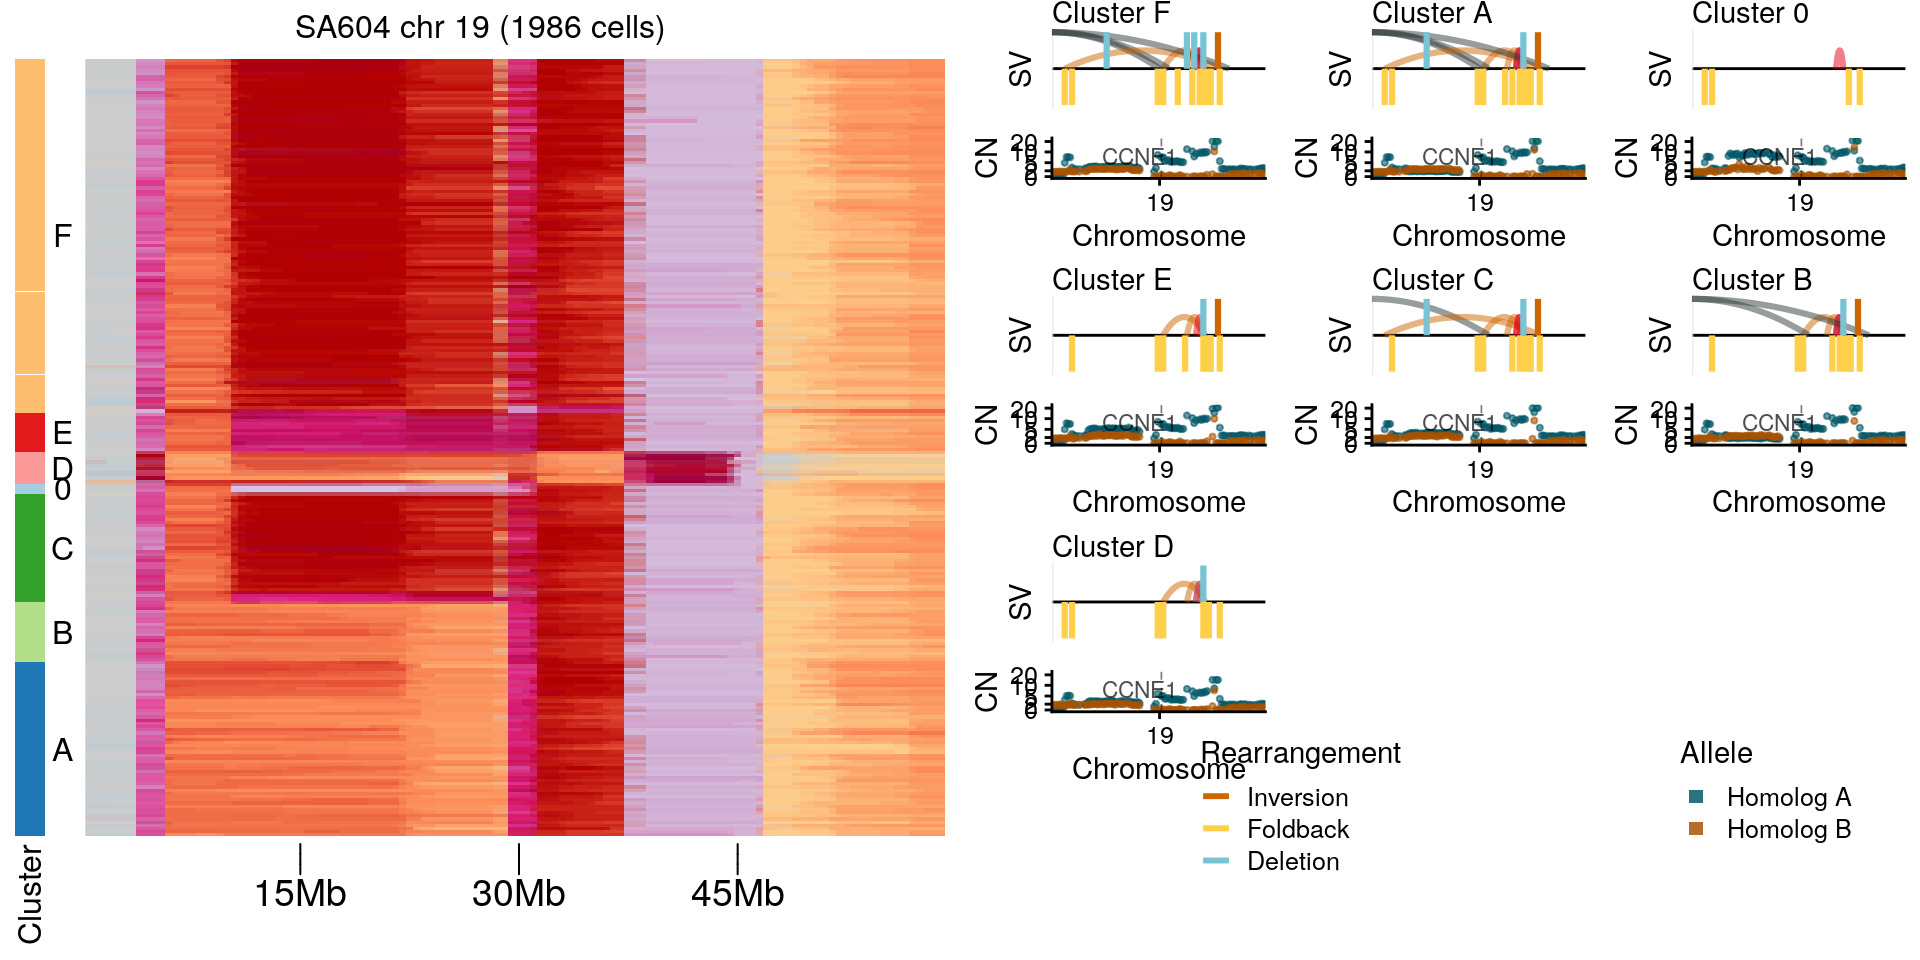 SA604 chr 19 (1986 cells)
F
E
D
0
C
B
A
Cluster
15Mb
30Mb
45Mb
Cluster F
SV
CN
20
CCNE1
0
19
Chromosome
Cluster A
SV
CN
20
CCNE1
0
19
Chromosome
Cluster 0
SV
CN
20
CCNE1
0
19
Chromosome
Cluster E
SV
CN
20
CCNE1
0
19
Chromosome
Cluster C
SV
CN
20
CCNE1
0
19
Chromosome
Cluster B
SV
CN
20
CCNE1
0
19
Chromosome
Cluster D
SV
CN
20
CCNE1
0
19
Chromosome
Rearrangement
Inversion
Foldback
Deletion
Allele
Homolog A
Homolog B